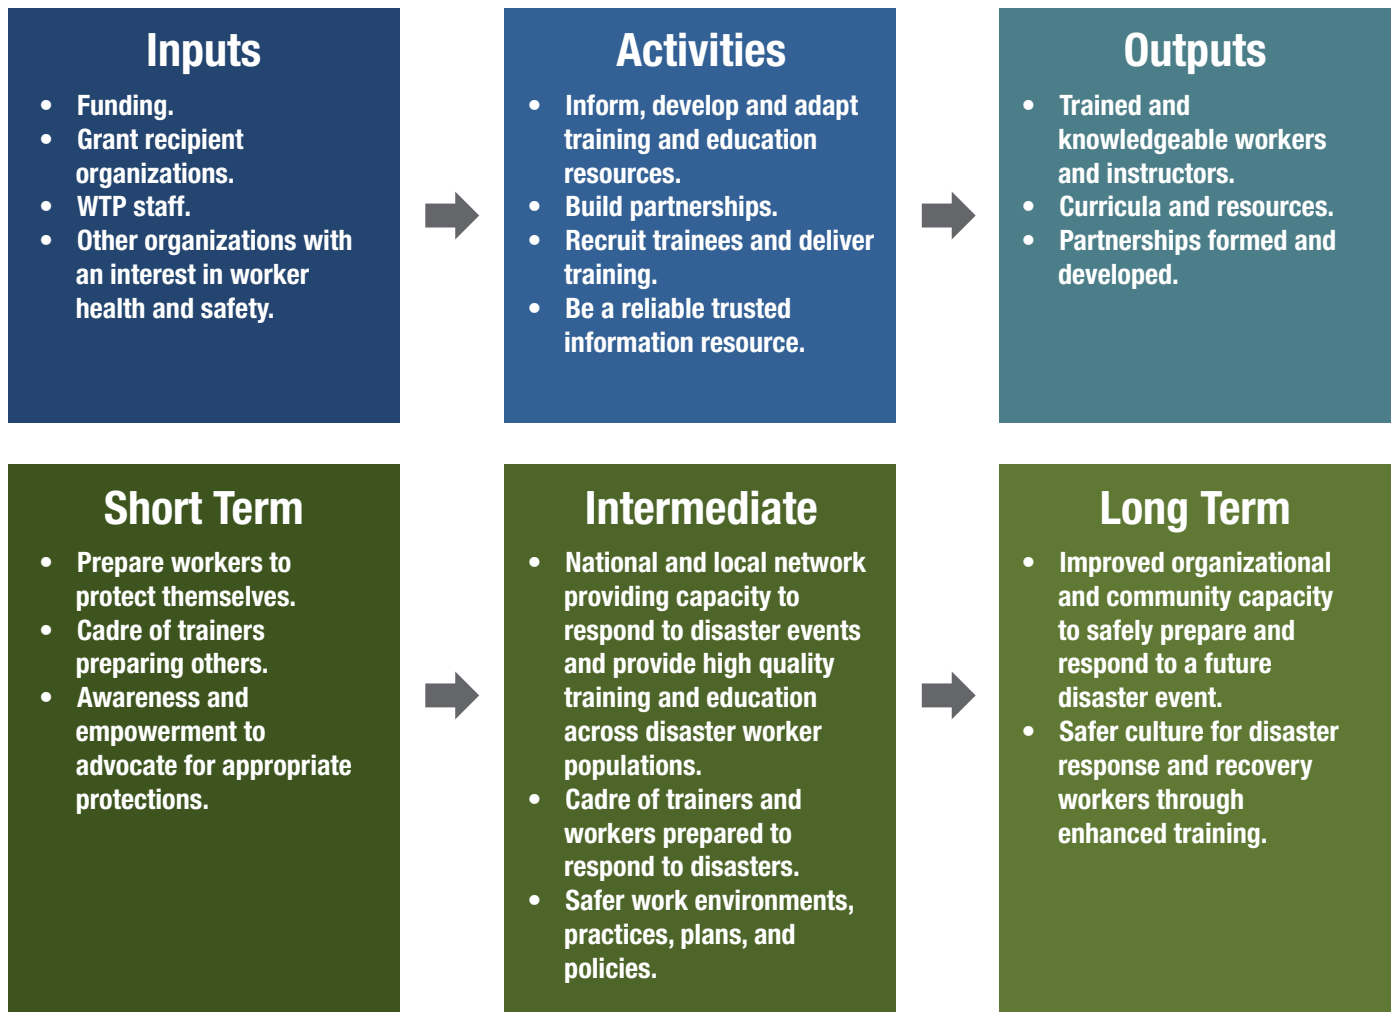 Inputs
• Funding.
• Grant recipient
organizations.
• WTP staff.
• Other organizations with
an interest in worker
health and safety.
Activities
• Inform, develop and adapt
training and education
resources.
• Build partnerships.
• Recruit trainees and deliver
training.
• Be a reliable trusted
information resource.
Outputs
• Trained and
knowledgeable workers
and instructors.
• Curricula and resources.
• Partnerships formed and
developed.
Short Term
• Prepare workers to
protect themselves.
• Cadre of trainers
preparing others.
• Awareness and
empowerment to
advocate for appropriate
protections.
Intermediate
• National and local network
providing capacity to
respond to disaster events
and provide high quality
training and education
across disaster worker
populations.
• Cadre of trainers and
workers prepared to
respond to disasters.
• Safer work environments,
practices, plans, and
policies.
Long Term
• Improved organizational
and community capacity
to safely prepare and
respond to a future
disaster event.
• Safer culture for disaster
response and recovery
workers through
enhanced training.